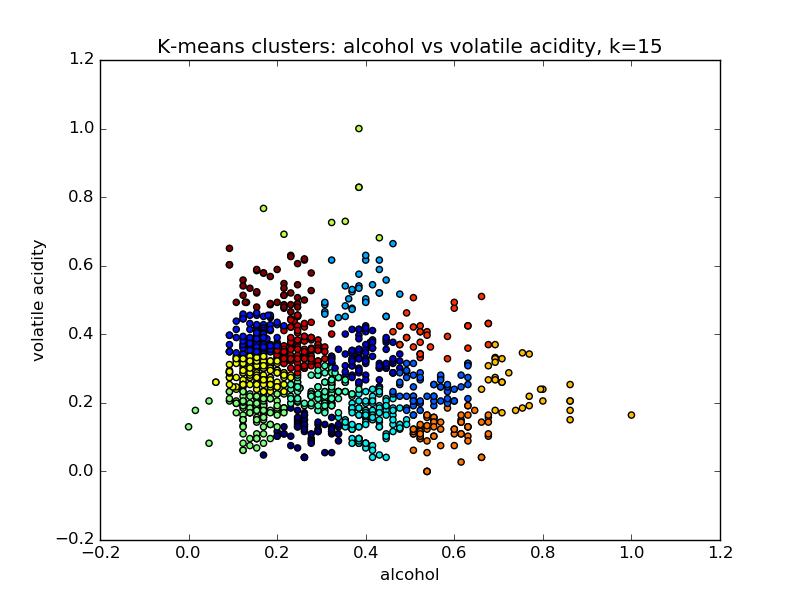 K-means clusters: alcohol vs volatile acidity, k=15
1.2
1.0
0.8
0.6
0.4
0.2
0.0
−0.2
volatile acidity
−0.2 0.0 0.2 0.4 0.6 0.8 1.0 1.2
alcohol